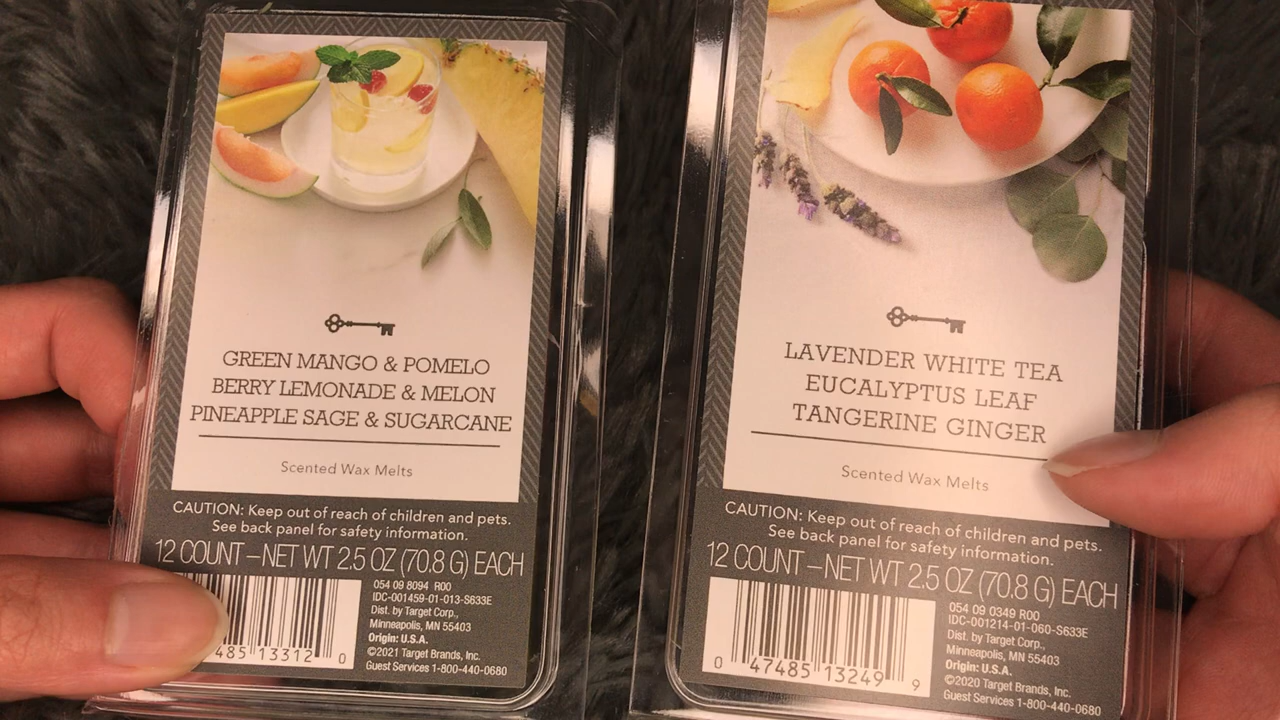 GREEN MANGO & POMELO
BERRY LEMONADE & MELON
PINEAPPLE SAGE & SUGARCANE
Scented Wax Melts
CAUTION: Keep out of reach of children and pets.
See back panel for safety information.
12 COUNT–NET WT 2.5 OZ (70.8 G) EACH
054 09 8094 R00
IDC-001459-01-013-S633E
Dist. by Target Corp.,
Minneapolis, MN 55403
Origin: U.S.A.
©2021 Target Brands, Inc.
Guest Services 1-800-440-0680
485 13312 0
LAVENDER WHITE TEA
EUCALYPTUS LEAF
TANGERINE GINGER
Scented Wax Melts
CAUTION: Keep out of reach of children and pets.
See back panel for safety information.
12 COUNT–NET WT 2.5 OZ (70.8 G) EACH
054 09 0349 R00
IDC-001214-01-060-S633E
Dist. by Target Corp.,
Minneapolis, MN 55403
Origin: U.S.A.
©2020 Target Brands, Inc.
Guest Services 1-800-440-0680
0 47485 13249 9